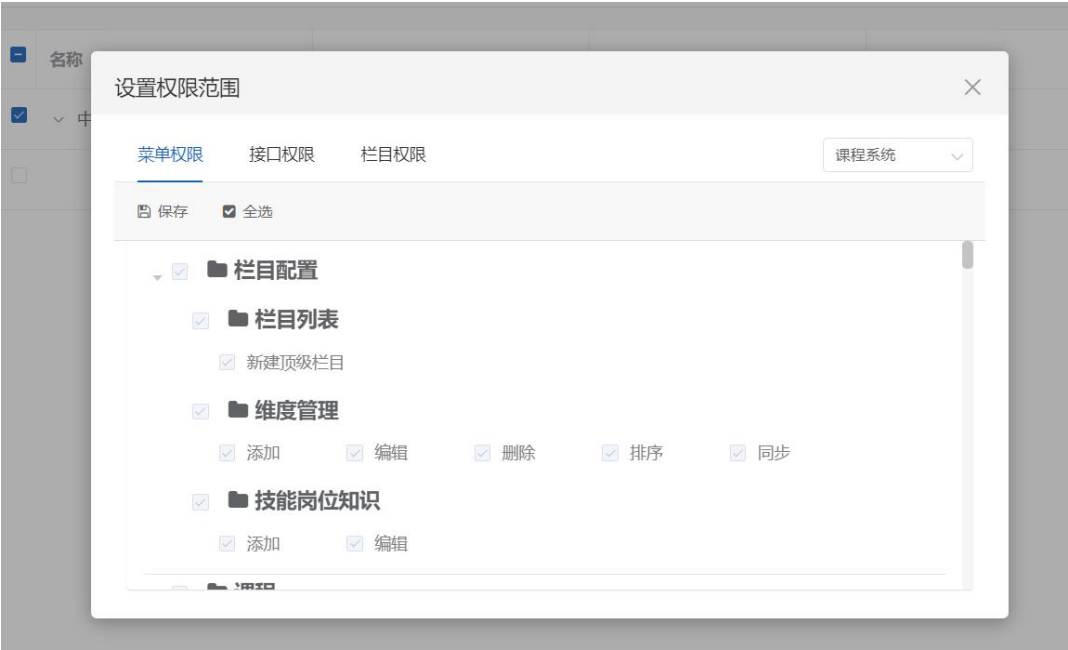 名称
设置权限范围
中
菜单权限 接口权限 栏目权限 课程系统
保存 全选
栏目配置
栏目列表
新建顶级栏目
维度管理
添加 编辑 删除 排序 同步
技能岗位知识
添加 编辑
课程